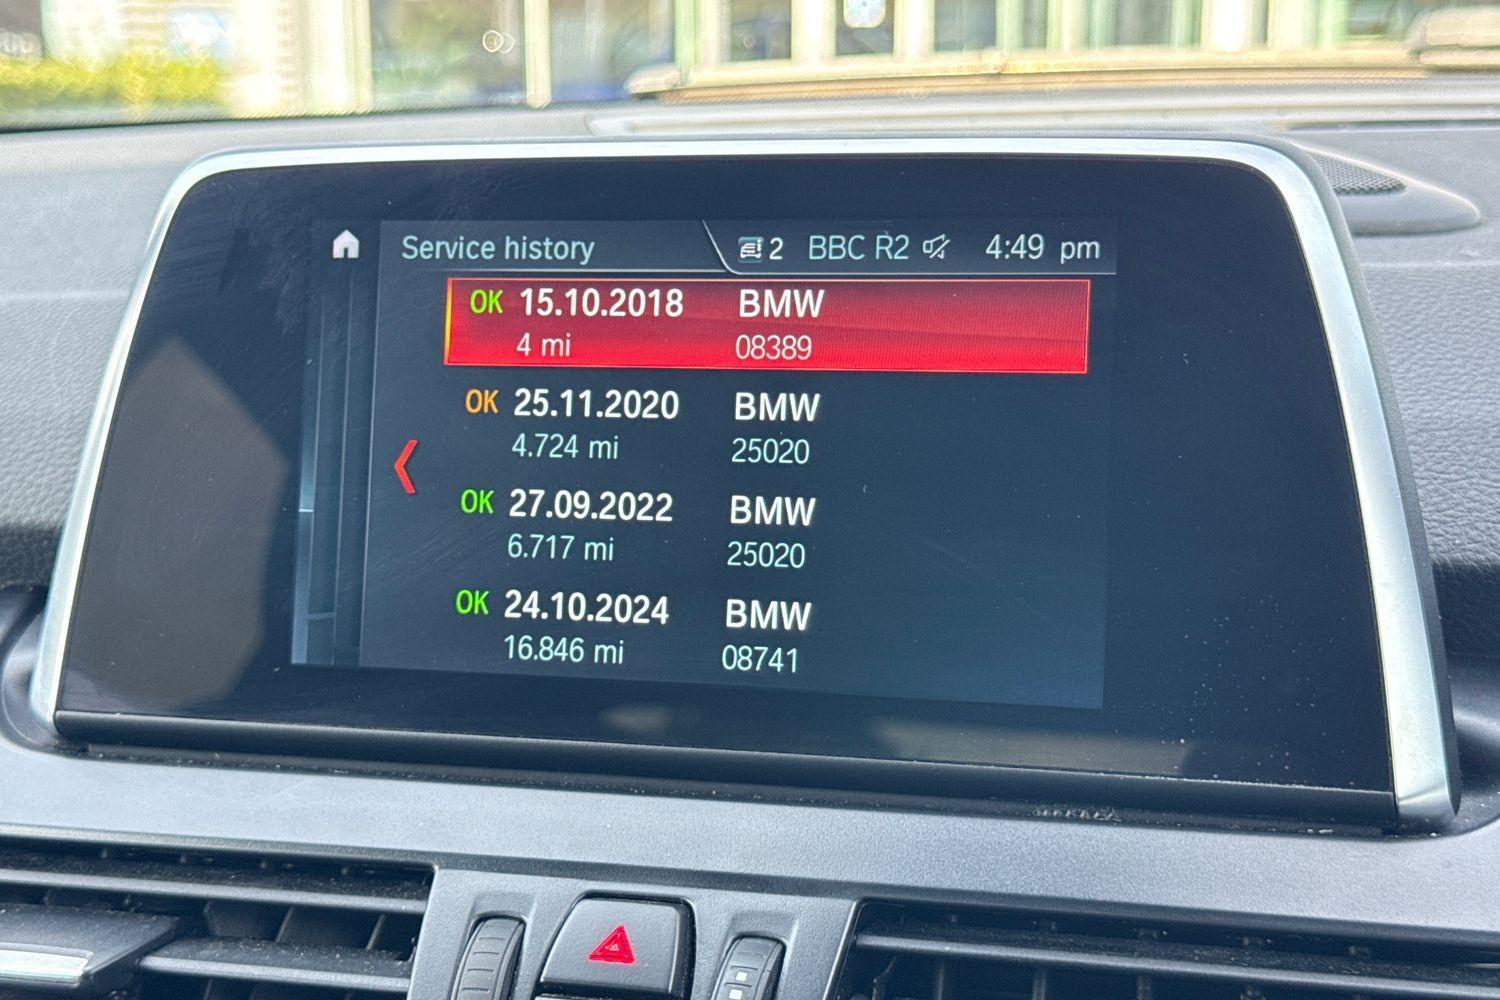 Service history 2 BBC R2 4:49 pm
OK 15.10.2018 BMW
4 mi 08389
OK 25.11.2020 BMW
4.724 mi 25020
OK 27.09.2022 BMW
6.717 mi 25020
OK 24.10.2024 BMW
16.846 mi 08741